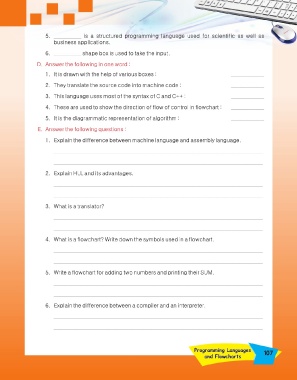 5. __________ is a structured programming language used for scientific as well as
business applications.
6. __________ shape box is used to take the input.
D. Answer the following in one word :
1. It is drawn with the help of various boxes :
2. They translate the source code into machine code :
3. This language uses most of the syntax of C and C++ :
4. These are used to show the direction of flow of control in flowchart :
5. It is the diagrammatic representation of algorithm :
E. Answer the following questions :
1. Explain the difference between machine language and assembly language.
2. Explain HLL and its advantages.
3. What is a translator?
4. What is a flowchart? Write down the symbols used in a flowchart.
5. Write a flowchart for adding two numbers and printing their SUM.
6. Explain the difference between a compiler and an interpreter.
Programming Languages
and Flowcharts
107